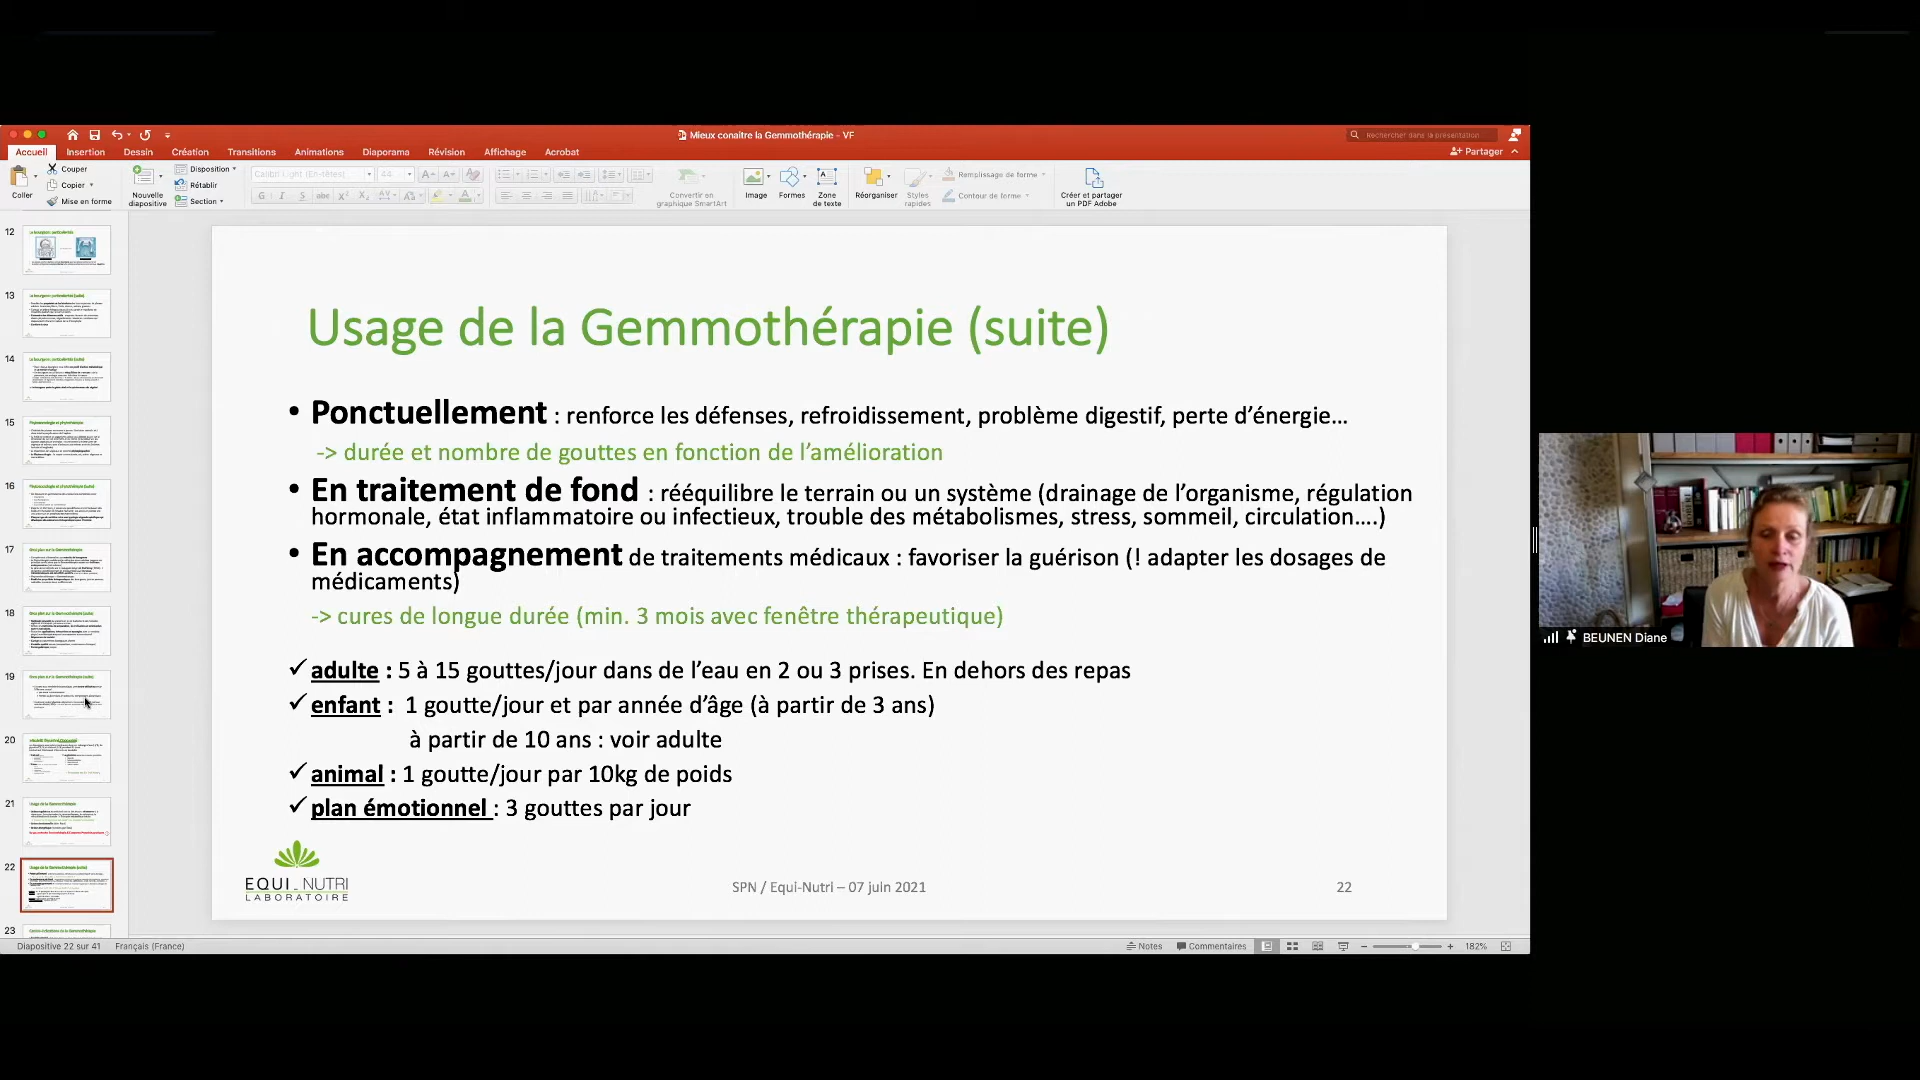 Mieux conaitre la Gemmothérapie - VF
Rechercher dans la présentation
Accueil
Insertion
Dessin
Création
Transitions
Animations
Diaporama
Révision
Affichage
Acrobat
Partager
Coller
Couper
Copier
Mise en forme
Nouvelle diapositive
Disposition
Rétablir
Section
Calibri Light (En-têtes)
44
Convertir en graphique SmartArt
Image
Formes
Zone de texte
Réorganiser
Styles rapides
Remplissage de forme
Contour de forme
Créer et partager un PDF Adobe
12
13
14
15
16
17
18
19
20
21
22
23
Usage de la Gemmothérapie (suite)
• Ponctuellement : renforce les défenses, refroidissement, problème digestif, perte d’énergie…
-> durée et nombre de gouttes en fonction de l’amélioration
• En traitement de fond : rééquilibre le terrain ou un système (drainage de l’organisme, régulation
hormonale, état inflammatoire ou infectieux, trouble des métabolismes, stress, sommeil, circulation….)
• En accompagnement de traitements médicaux : favoriser la guérison (! adapter les dosages de
médicaments)
-> cures de longue durée (min. 3 mois avec fenêtre thérapeutique)
✓ adulte : 5 à 15 gouttes/jour dans de l’eau en 2 ou 3 prises. En dehors des repas
✓ enfant : 1 goutte/jour et par année d’âge (à partir de 3 ans)
à partir de 10 ans : voir adulte
✓ animal : 1 goutte/jour par 10kg de poids
✓ plan émotionnel : 3 gouttes par jour
EQUI_NUTRI
LABORATOIRE
SPN / Equi-Nutri – 07 juin 2021
22
BEUNEN Diane
Diapositive 22 sur 41
Français (France)
Notes
Commentaires
182%